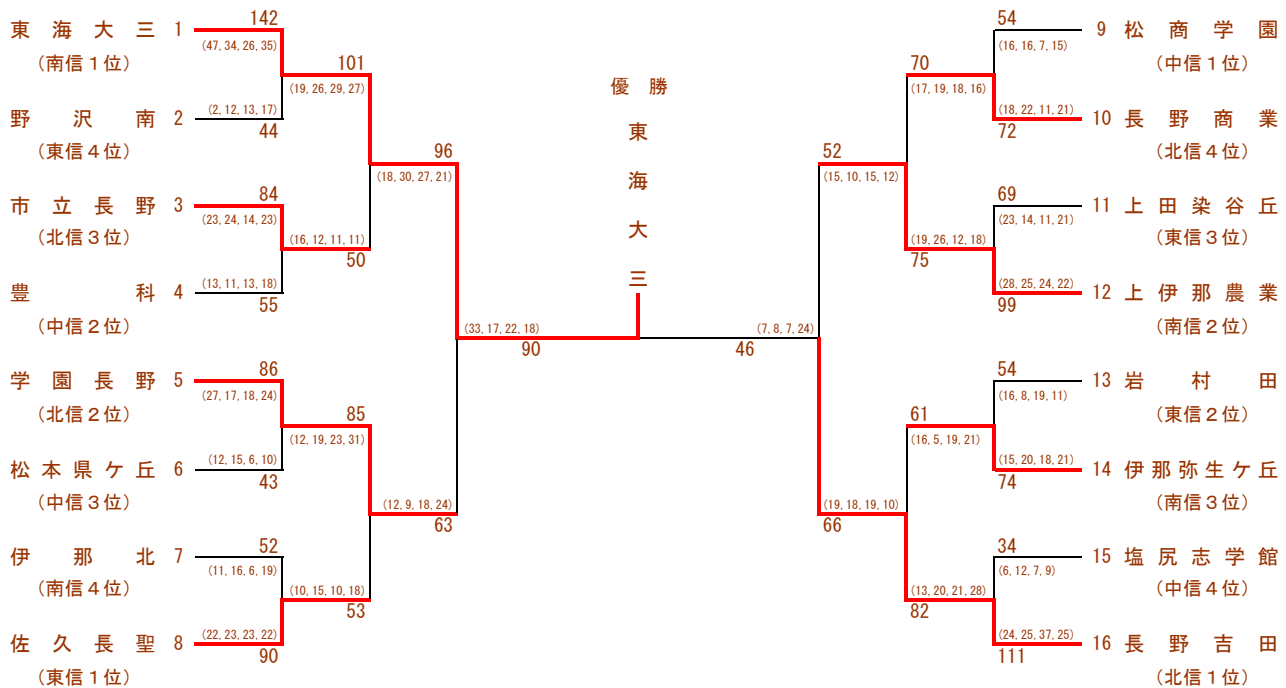 東海大三 1
(南信1位)
142
(47, 34, 26, 35)
野沢南 2
(東信4位)
(2, 12, 13, 17)
44
101
(19, 26, 29, 27)
市立長野 3
(北信3位)
84
(23, 24, 14, 23)
豊科 4
(中信2位)
(13, 11, 13, 18)
55
(16, 12, 11, 11)
50
96
(18, 30, 27, 21)
学園長野 5
(北信2位)
86
(27, 17, 18, 24)
松本県ケ丘 6
(中信3位)
(12, 15, 6, 10)
43
85
(12, 19, 23, 31)
伊那北 7
(南信4位)
52
(11, 16, 6, 19)
佐久長聖 8
(東信1位)
(22, 23, 23, 22)
90
(10, 15, 10, 18)
53
(12, 9, 18, 24)
63
(33, 17, 22, 18)
90
優勝
東
海
大
三
(7, 8, 7, 24)
46
52
(15, 10, 15, 12)
70
(17, 19, 18, 16)
54
(16, 16, 7, 15)
9 松商学園
(中信1位)
(18, 22, 11, 21)
72
10 長野商業
(北信4位)
69
(23, 14, 11, 21)
11 上田染谷丘
(東信3位)
(19, 26, 12, 18)
75
(28, 25, 24, 22)
99
12 上伊那農業
(南信2位)
54
(16, 8, 19, 11)
13 岩村田
(東信2位)
61
(16, 5, 19, 21)
(15, 20, 18, 21)
74
14 伊那弥生ケ丘
(南信3位)
(19, 18, 19, 10)
66
34
(6, 12, 7, 9)
15 塩尻志学館
(中信4位)
(13, 20, 21, 28)
82
(24, 25, 37, 25)
111
16 長野吉田
(北信1位)